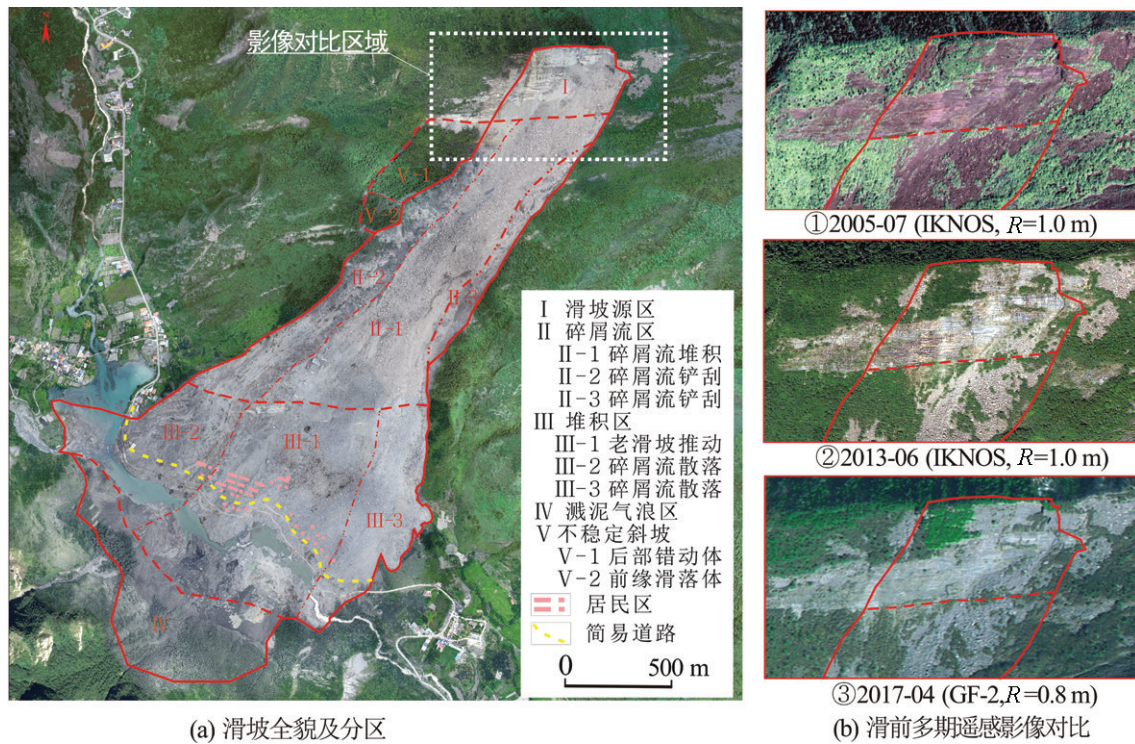 影像对比区域
I
V-1
V-2
II-2
II-1
III-2
III-1
III-3
IV
I 滑坡源区
II 碎屑流区
II-1 碎屑流堆积
II-2 碎屑流铲刮
II-3 碎屑流铲刮
III 堆积区
III-1 老滑坡推动
III-2 碎屑流散落
III-3 碎屑流散落
IV 溅泥气浪区
V 不稳定斜坡
V-1 后部错动体
V-2 前缘滑落体
居民区
简易道路
0 500 m
(a) 滑坡全貌及分区
①2005-07 (IKNOS, R=1.0 m)
②2013-06 (IKNOS, R=1.0 m)
③2017-04 (GF-2,R=0.8 m)
(b) 滑前多期遥感影像对比